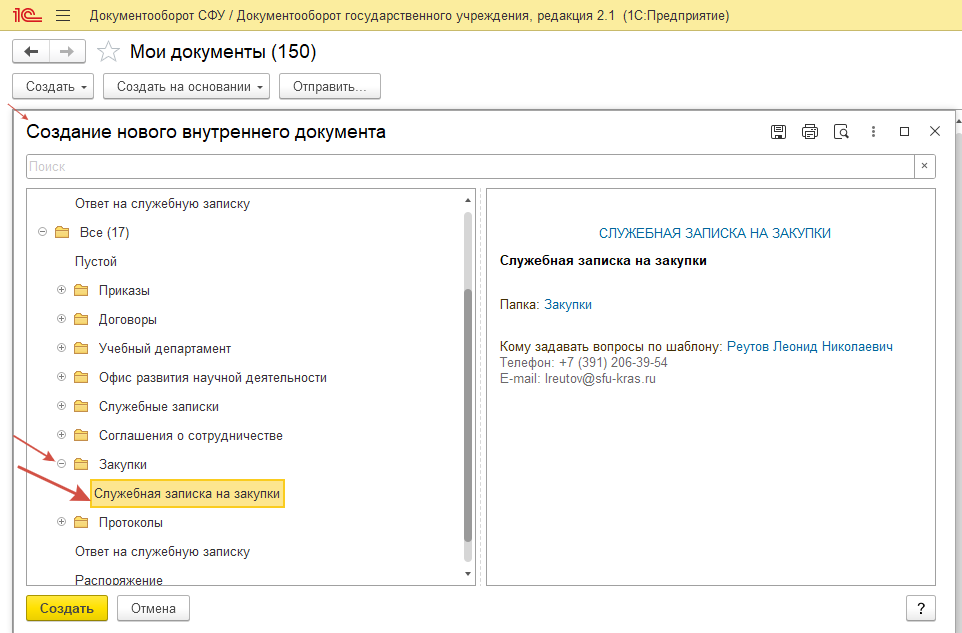 1С Документооборот СФУ / Документооборот государственного учреждения, редакция 2.1 (1С:Предприятие)
Мои документы (150)
Создать Создать на основании Отправить...
Создание нового внутреннего документа
Поиск ×
Ответ на служебную записку
Все (17)
Пустой
Приказы
Договоры
Учебный департамент
Офис развития научной деятельности
Служебные записки
Соглашения о сотрудничестве
Закупки
Служебная записка на закупки
Протоколы
Ответ на служебную записку
Распоряжение
СЛУЖЕБНАЯ ЗАПИСКА НА ЗАКУПКИ
Служебная записка на закупки
Папка: Закупки
Кому задавать вопросы по шаблону: Реутов Леонид Николаевич
Телефон: +7 (391) 206-39-54
E-mail: lreutov@sfu-kras.ru
Создать Отмена ?